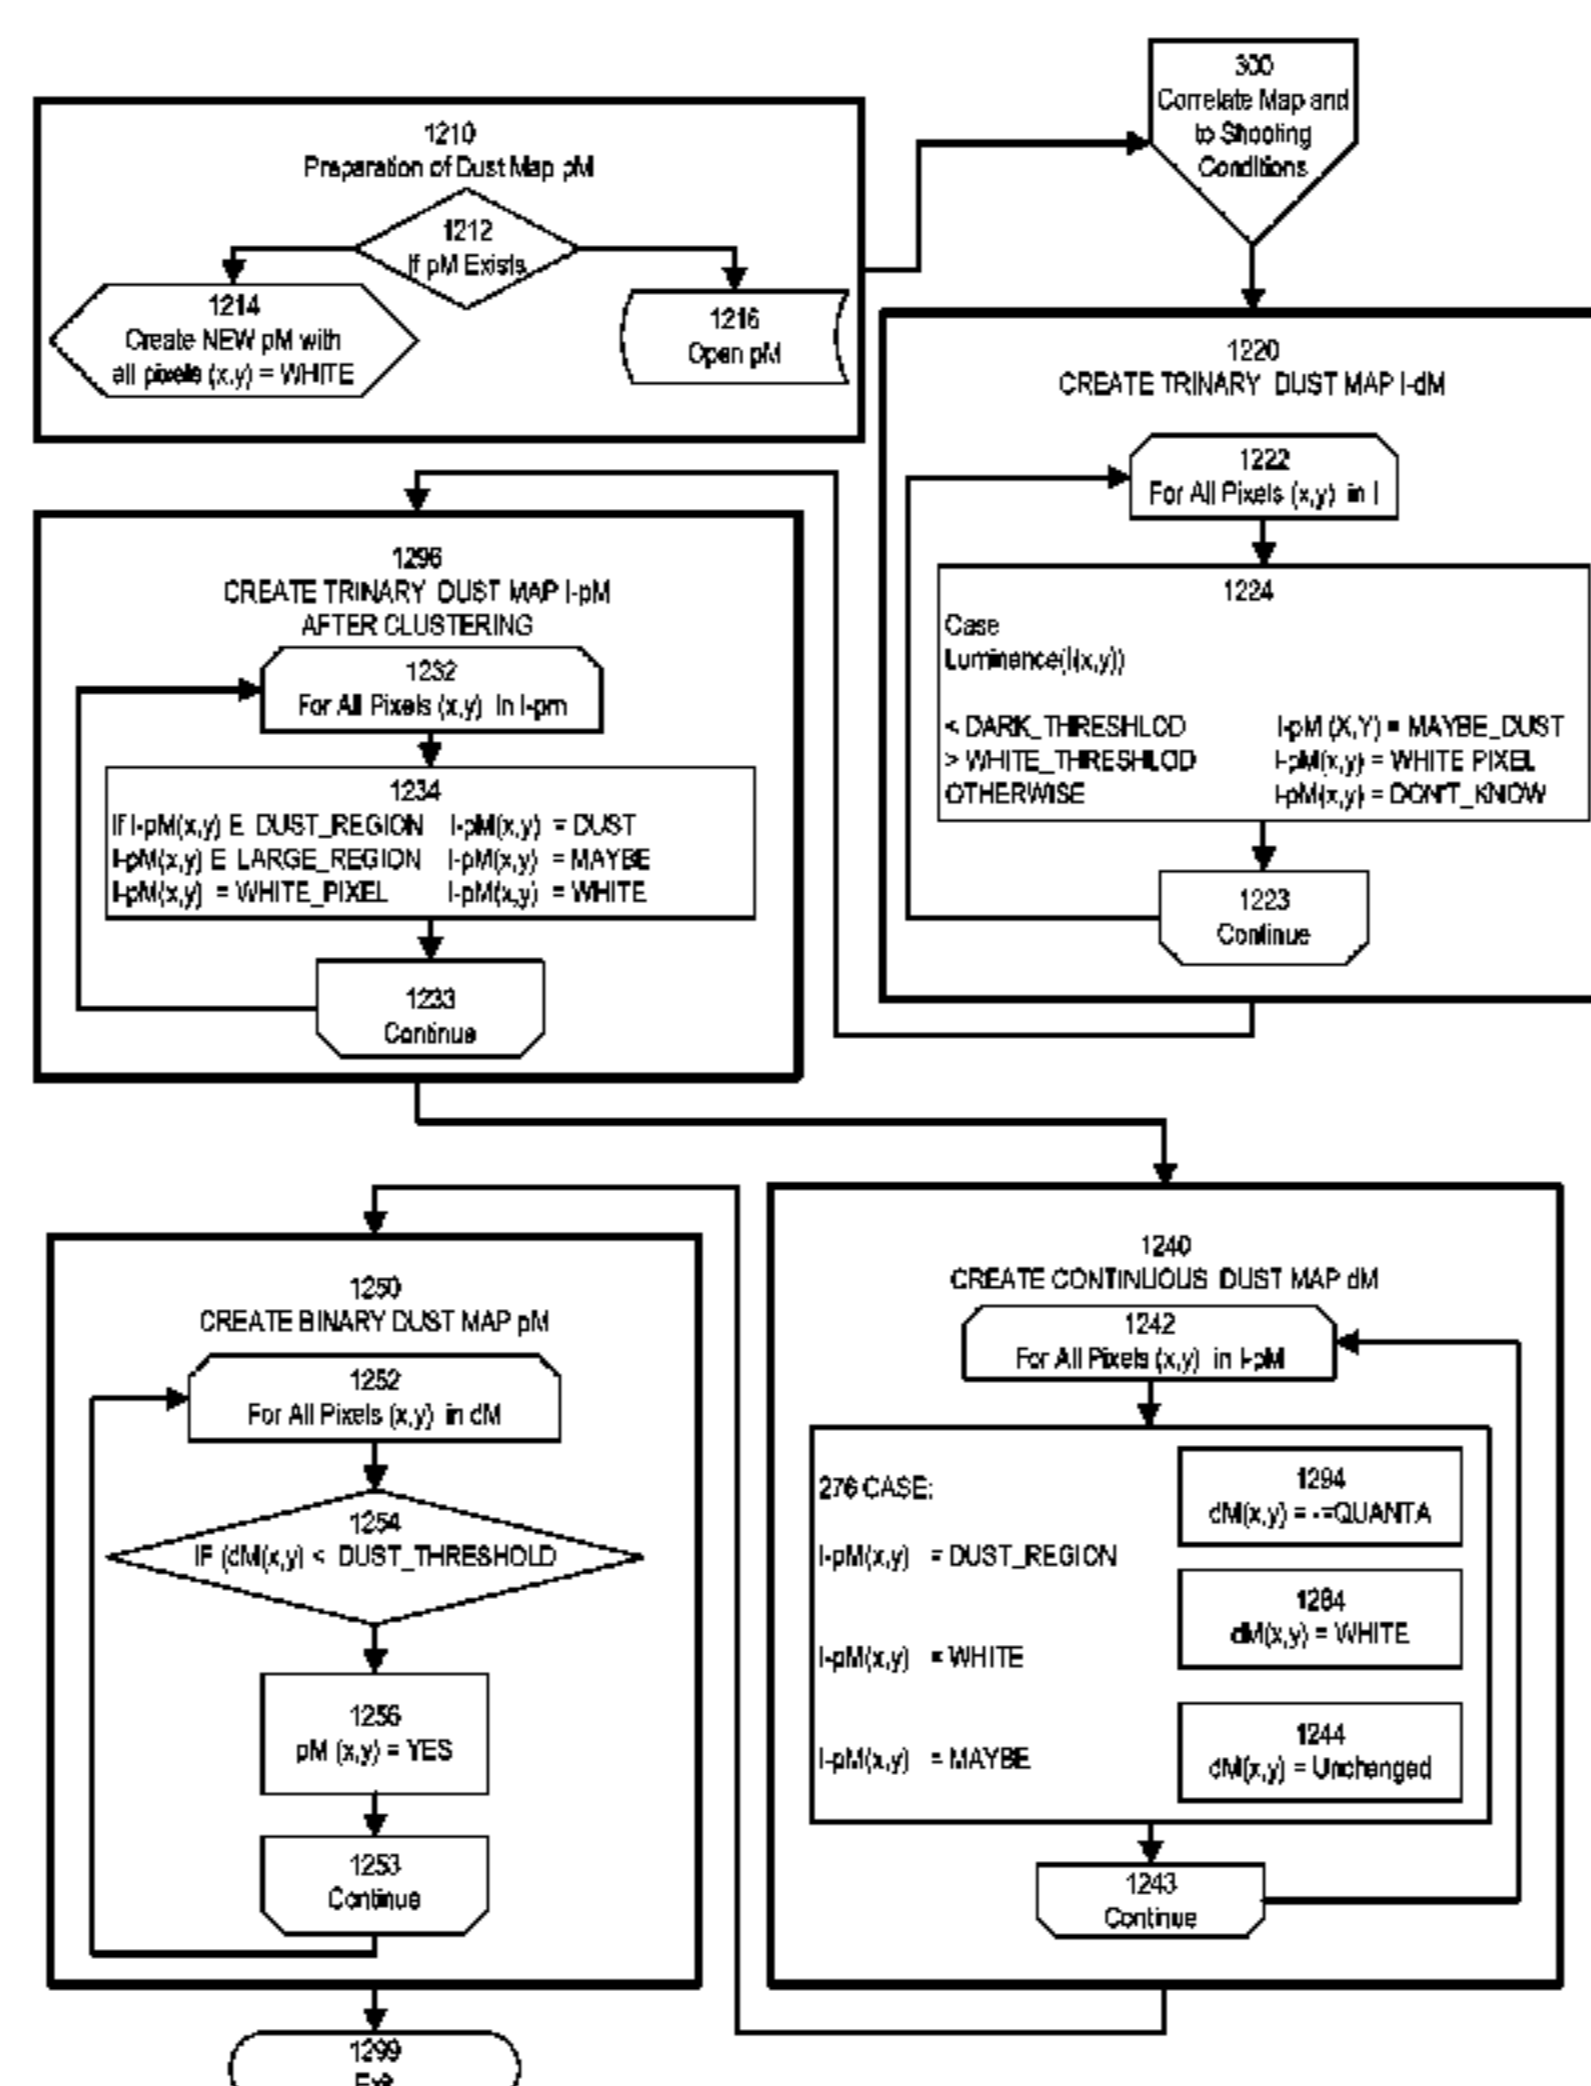 1210
Preparation of Dust Map pM
1212
If pM Exists
1214
Create NEW pM with
all pixels (x,y) = WHITE
1216
Open pM
300
Correlate Map and
to Shooting
Conditions
1220
CREATE TRINARY DUST MAP I-dM
1222
For All Pixels (x,y) in I
1224
Case
Luminence(I(x,y))
< DARK_THRESHLOD I-pM (X,Y) = MAYBE_DUST
> WHITE_THRESHLOD I-pM(x,y) = WHITE PIXEL
OTHERWISE I-pM(x,y) = DON'T_KNOW
1223
Continue
1296
CREATE TRINARY DUST MAP I-pM
AFTER CLUSTERING
1232
For All Pixels (x,y) In I-pm
1234
If I-pM(x,y) E DUST_REGION I-pM(x,y) = DUST
I-pM(x,y) E LARGE_REGION I-pM(x,y) = MAYBE
I-pM(x,y) = WHITE_PIXEL I-pM(x,y) = WHITE
1233
Continue
1240
CREATE CONTINUOUS DUST MAP dM
1242
For All Pixels (x,y) in I-pM
276 CASE:
I-pM(x,y) = DUST_REGION
I-pM(x,y) = WHITE
I-pM(x,y) = MAYBE
1294
dM(x,y) = -=QUANTA
1284
dM(x,y) = WHITE
1244
dM(x,y) = Unchanged
1243
Continue
1250
CREATE BINARY DUST MAP pM
1252
For All Pixels (x,y) in dM
1254
IF (dM(x,y) < DUST_THRESHOLD
1256
pM (x,y) = YES
1253
Continue
1299
Exit